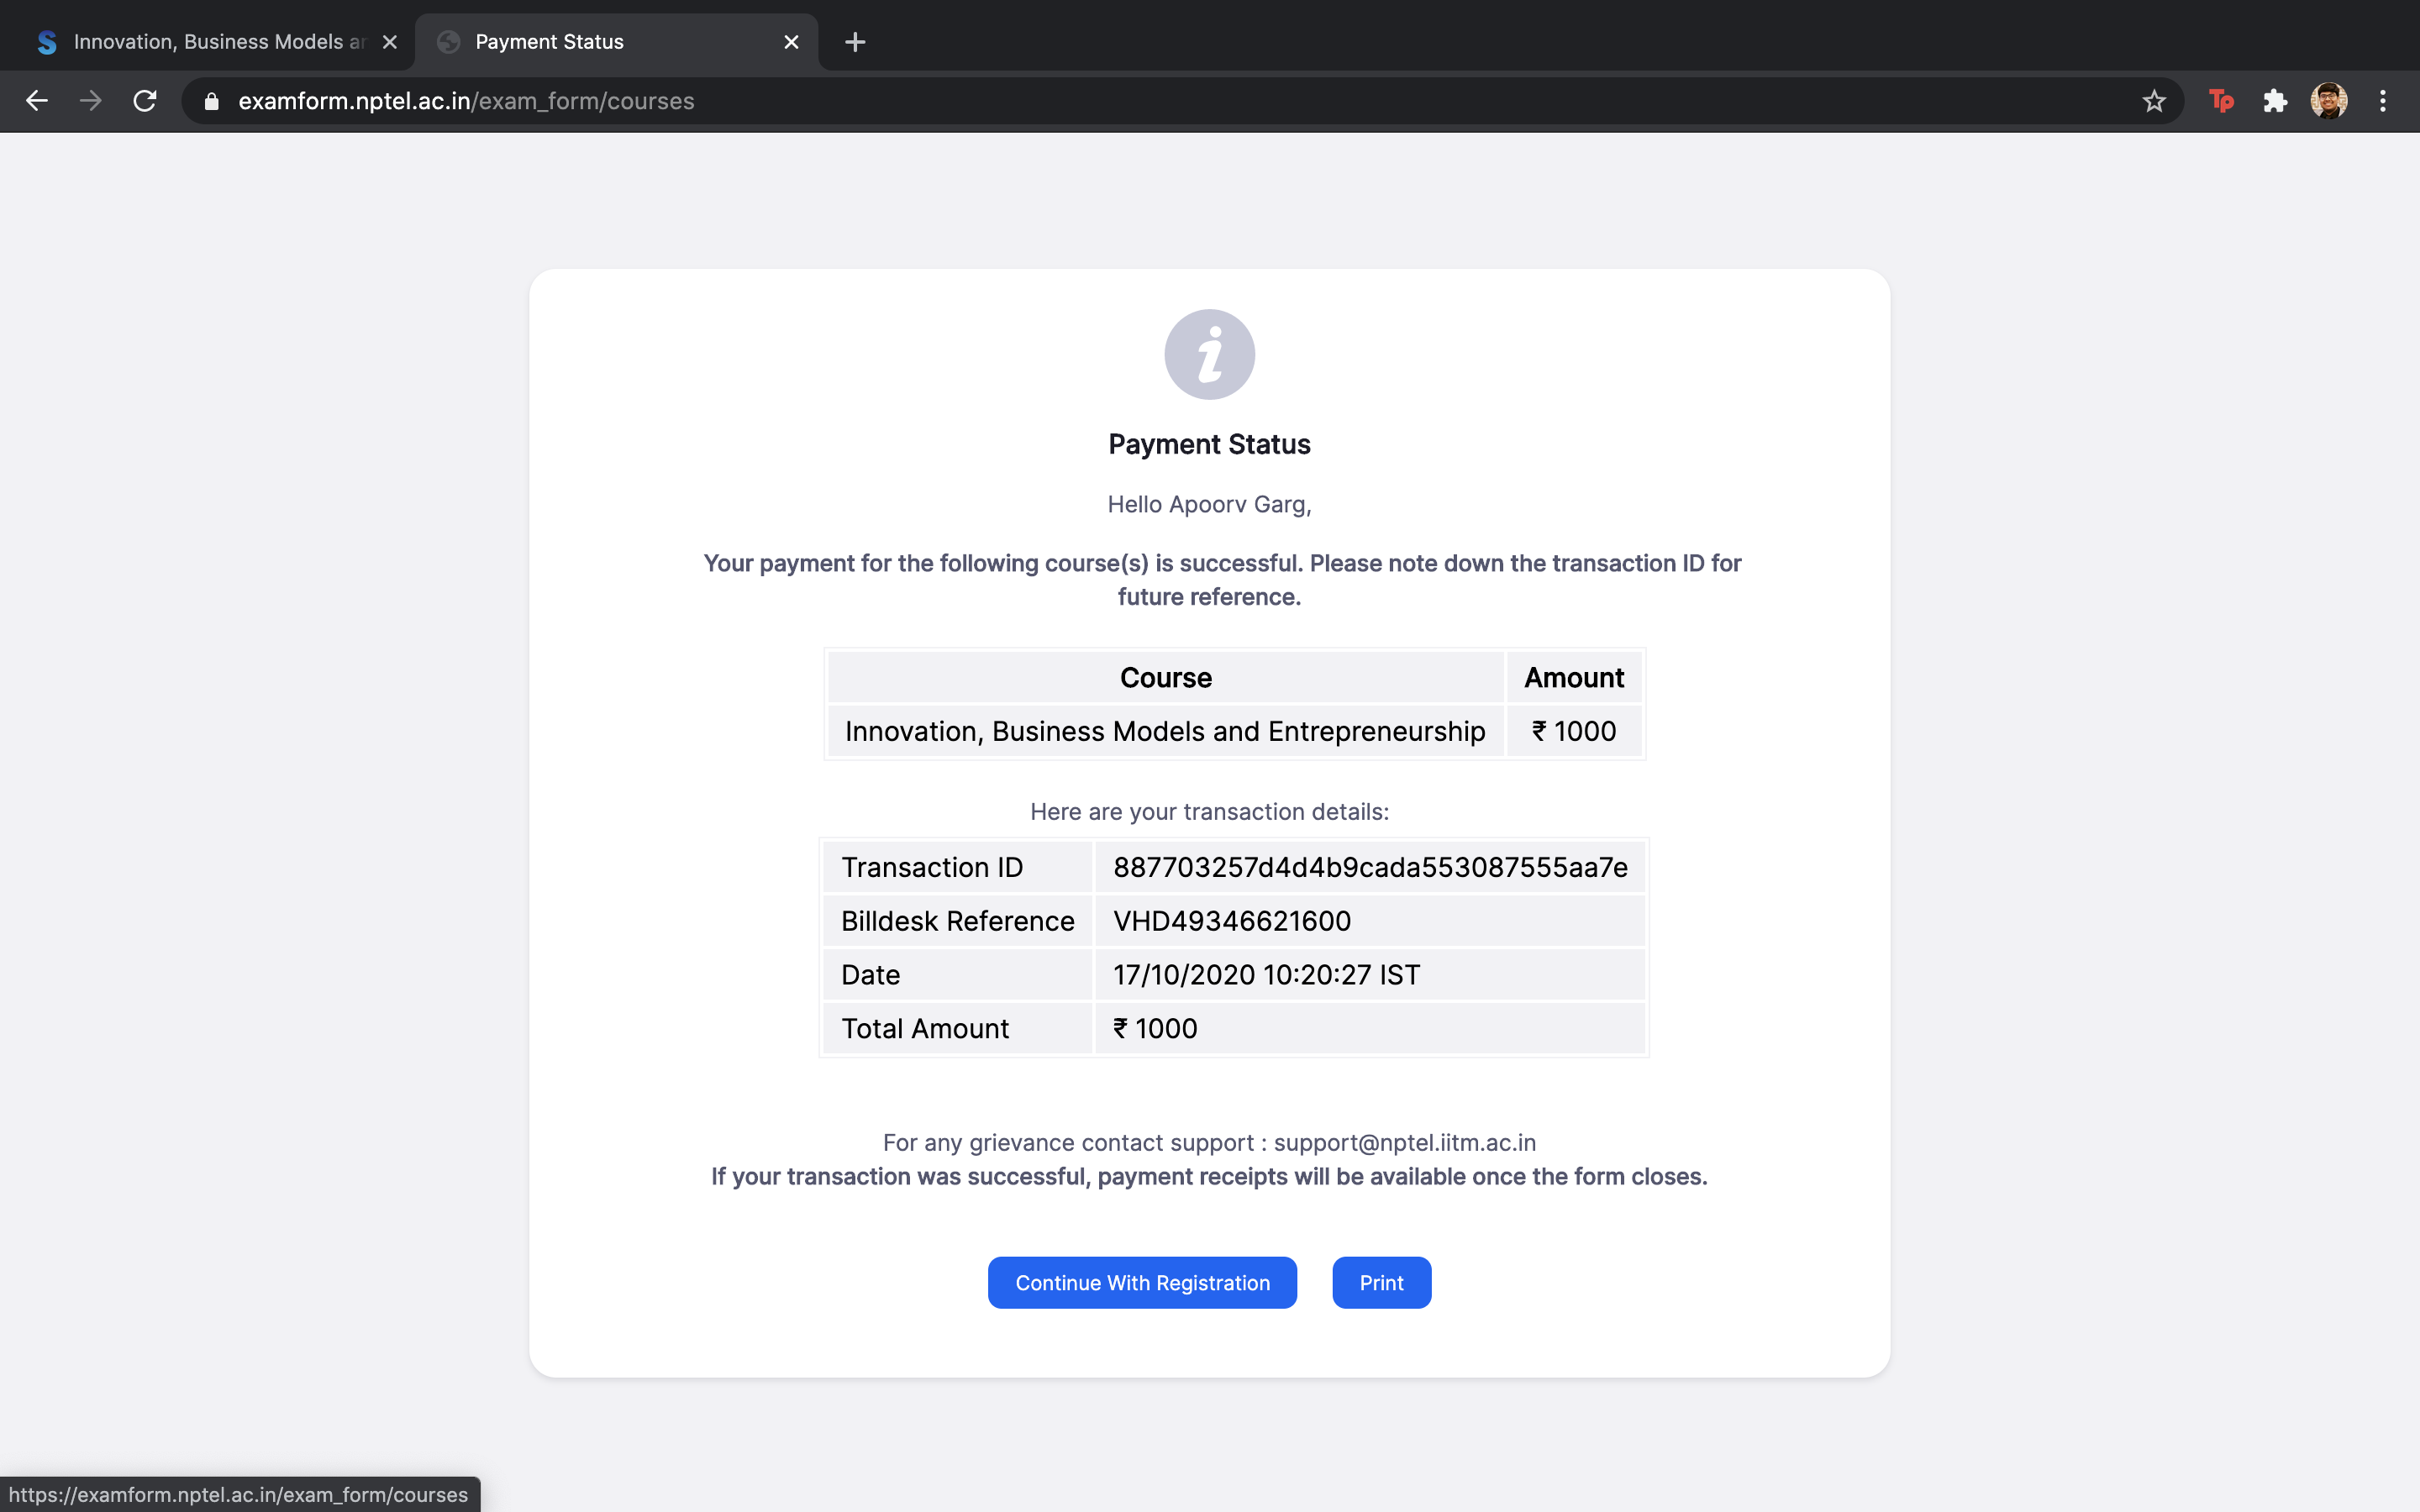 Innovation, Business Models ar
Payment Status
examform.nptel.ac.in/exam_form/courses
Tp
i
Payment Status
Hello Apoorv Garg,
Your payment for the following course(s) is successful. Please note down the transaction ID for
future reference.
Course Amount
Innovation, Business Models and Entrepreneurship ₹ 1000
Here are your transaction details:
Transaction ID 887703257d4d4b9cada553087555aa7e
Billdesk Reference VHD49346621600
Date 17/10/2020 10:20:27 IST
Total Amount ₹ 1000
For any grievance contact support : support@nptel.iitm.ac.in
If your transaction was successful, payment receipts will be available once the form closes.
Continue With Registration Print
https://examform.nptel.ac.in/exam_form/courses